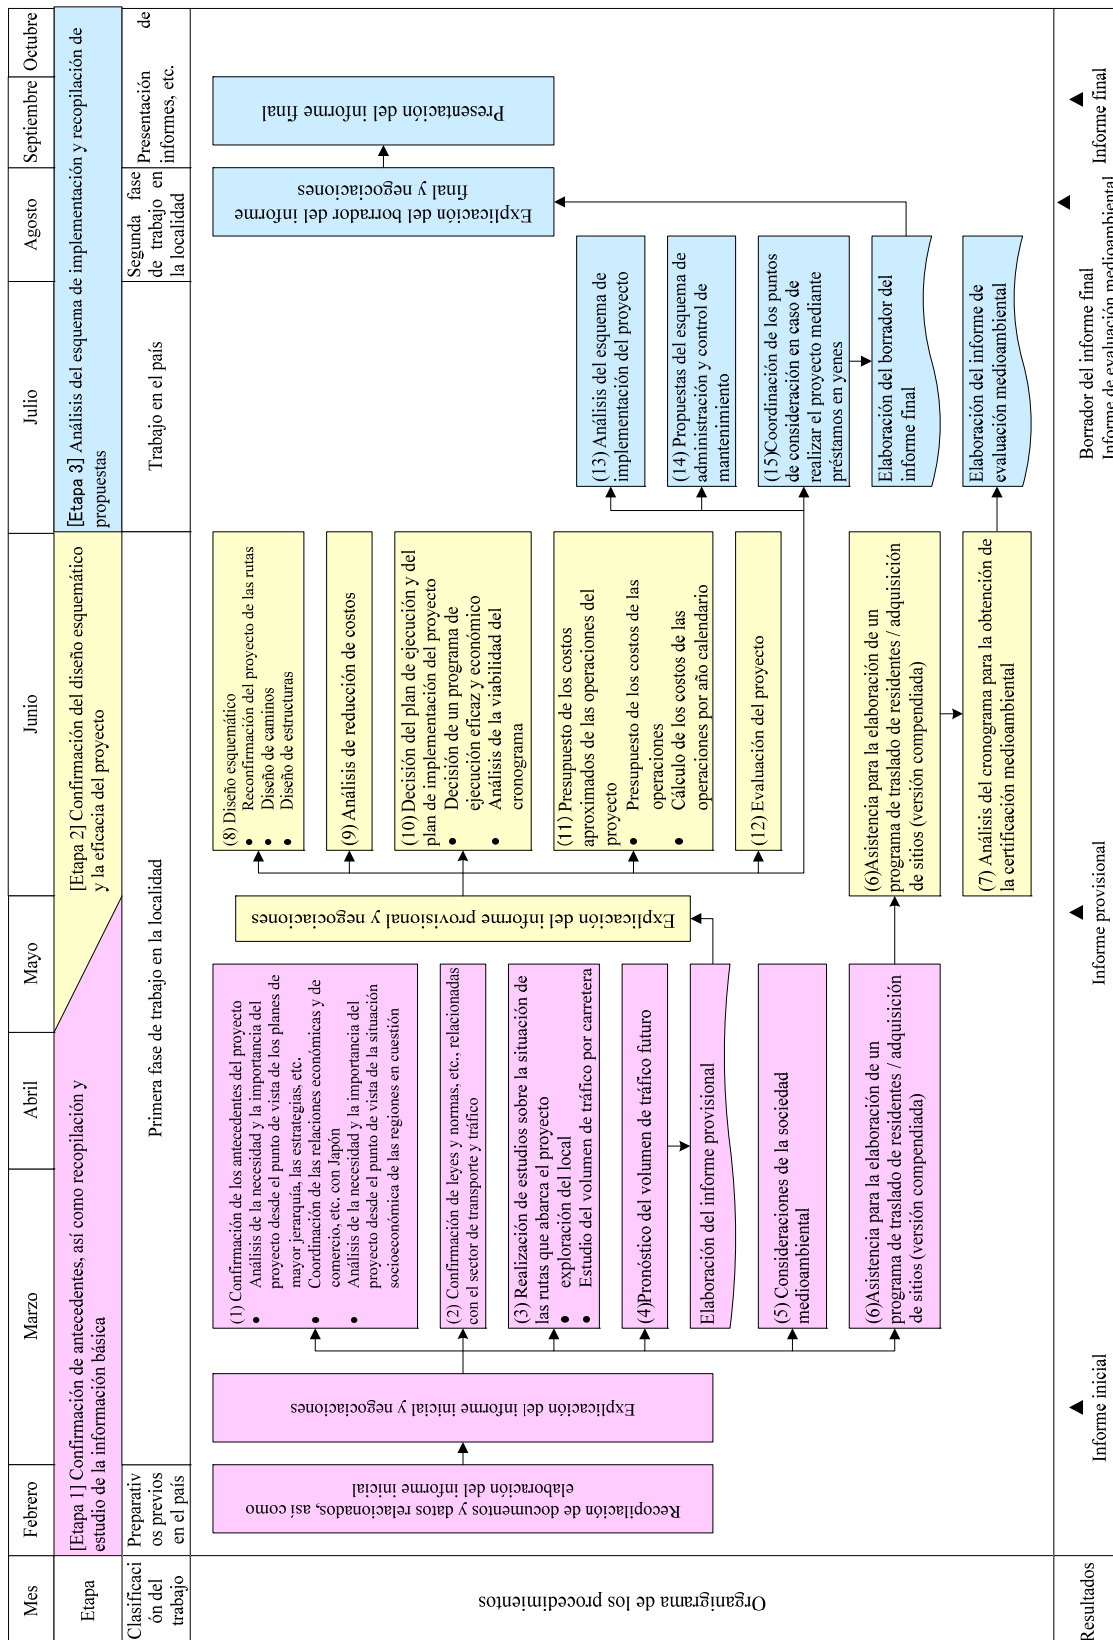 Mes
Febrero
Marzo
Abril
Mayo
Junio
Julio
Agosto
Septiembre
Octubre
Etapa
[Etapa 1] Confirmación de antecedentes, así como recopilación y
estudio de la información básica
[Etapa 2] Confirmación del diseño esquemático
y la eficacia del proyecto
[Etapa 3] Análisis del esquema de implementación y recopilación de
propuestas
Clasificaci
ón del
trabajo
Preparativ
os previos
en el país
Primera fase de trabajo en la localidad
Trabajo en el país
Segunda fase
de trabajo en
la localidad
Presentación de
informes, etc.
Organigrama de los procedimientos
Recopilación de documentos y datos relacionados, así como
elaboración del informe inicial
Explicación del informe inicial y negociaciones
(1) Confirmación de los antecedentes del proyecto
• Análisis de la necesidad y la importancia del
proyecto desde el punto de vista de los planes de
mayor jerarquía, las estrategias, etc.
• Coordinación de las relaciones económicas y de
comercio, etc. con Japón
• Análisis de la necesidad y la importancia del
proyecto desde el punto de vista de la situación
socioeconómica de las regiones en cuestión
(2) Confirmación de leyes y normas, etc., relacionadas
con el sector de transporte y tráfico
(3) Realización de estudios sobre la situación de
las rutas que abarca el proyecto
• exploración del local
• Estudio del volumen de tráfico por carretera
(4)Pronóstico del volumen de tráfico futuro
Elaboración del informe provisional
(5) Consideraciones de la sociedad
medioambiental
(6)Asistencia para la elaboración de un
programa de traslado de residentes / adquisición
de sitios (versión compendiada)
Explicación del informe provisional y negociaciones
(8) Diseño esquemático
• Reconfirmación del proyecto de las rutas
• Diseño de caminos
• Diseño de estructuras
(9) Análisis de reducción de costos
(10) Decisión del plan de ejecución y del
plan de implementación del proyecto
• Decisión de un programa de
ejecución eficaz y económico
• Análisis de la viabilidad del
cronograma
(11) Presupuesto de los costos
aproximados de las operaciones del
proyecto
• Presupuesto de los costos de las
operaciones
• Cálculo de los costos de las
operaciones por año calendario
(12) Evaluación del proyecto
(6)Asistencia para la elaboración de un
programa de traslado de residentes / adquisición
de sitios (versión compendiada)
(7) Análisis del cronograma para la obtención de
la certificación medioambiental
(13) Análisis del esquema de
implementación del proyecto
(14) Propuestas del esquema de
administración y control de
mantenimiento
(15)Coordinación de los puntos
de consideración en caso de
realizar el proyecto mediante
préstamos en yenes
Elaboración del borrador del
informe final
Elaboración del informe de
evaluación medioambiental
Explicación del borrador del informe
final y negociaciones
Presentación del informe final
Resultados
Informe inicial
Informe provisional
Borrador del informe final
Informe de evaluación medioambiental
Informe final